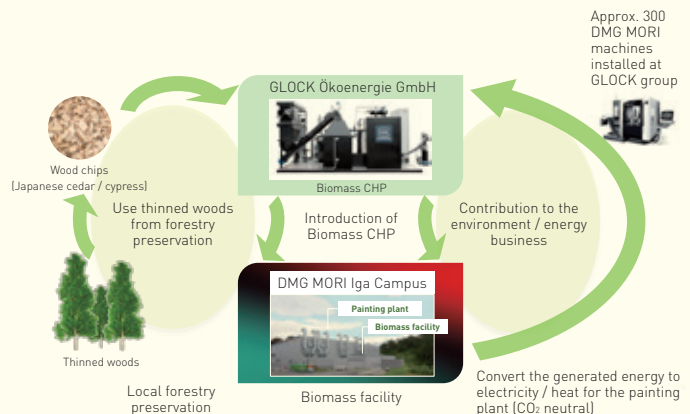 Approx. 300
DMG MORI
machines
installed at
GLOCK group
GLOCK Ökoenergie GmbH
Biomass CHP
Wood chips
(Japanese cedar / cypress)
Use thinned woods
from forestry
preservation
Introduction of
Biomass CHP
Contribution to the
environment / energy
business
DMG MORI Iga Campus
Painting plant
Biomass facility
Thinned woods
Local forestry
preservation
Biomass facility
Convert the generated energy to
electricity / heat for the painting
plant (CO₂ neutral)